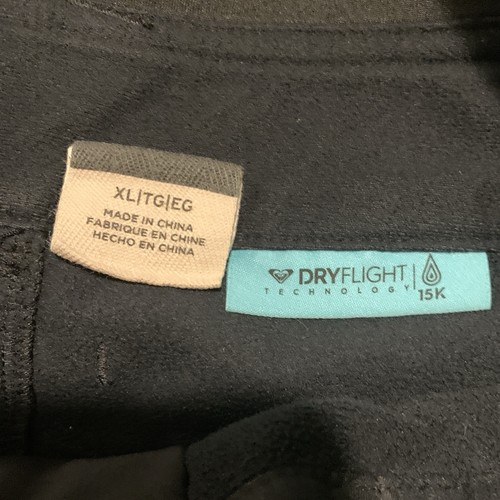 XL|TG|EG
MADE IN CHINA
FABRIQUE EN CHINE
HECHO EN CHINA
DRYFLIGHT
TECHNOLOGY
15K